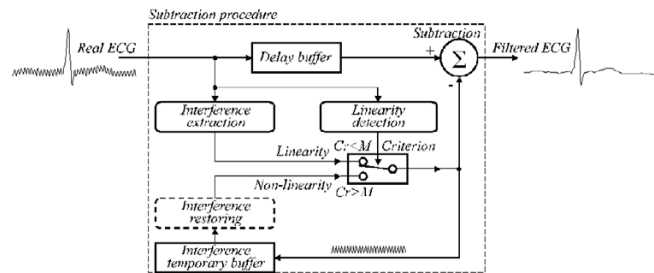 Subtraction procedure
Real ECG
Delay buffer
+
Subtraction
Σ
-
Filtered ECG
Interference
extraction
Linearity
detection
Linearity
Cr<M
Criterion
Non-linearity
Cr>M
Interference
restoring
Interference
temporary buffer